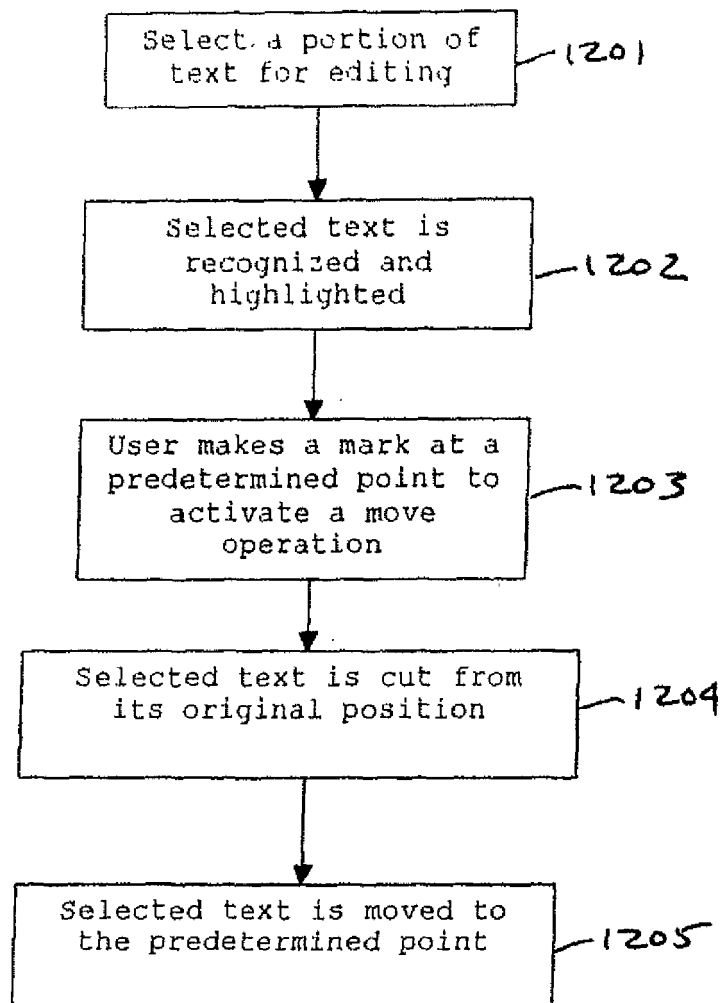 Select a portion of
text for editing
1201
Selected text is
recognized and
highlighted
1202
User makes a mark at a
predetermined point to
activate a move
operation
1203
Selected text is cut from
its original position
1204
Selected text is moved to
the predetermined point
1205